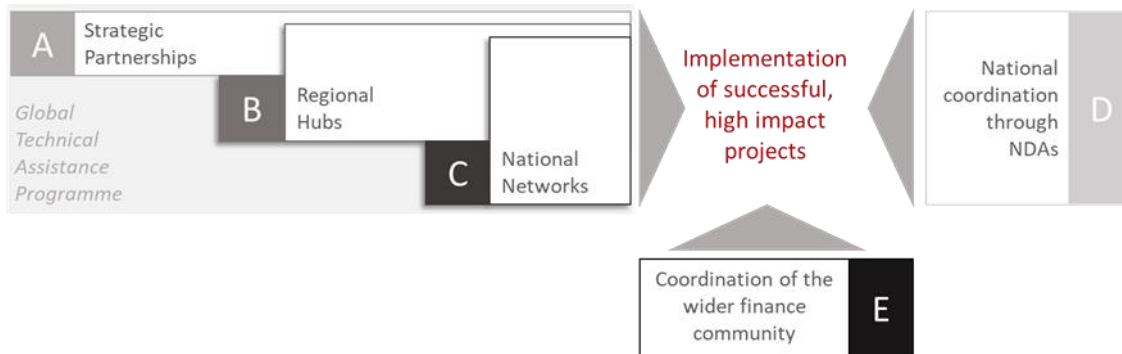 A
Strategic
Partnerships
Global
Technical
Assistance
Programme
B
Regional
Hubs
C
National
Networks
Implementation
of successful,
high impact
projects
National
coordination
through
NDAs
D
Coordination of the
wider finance
community
E